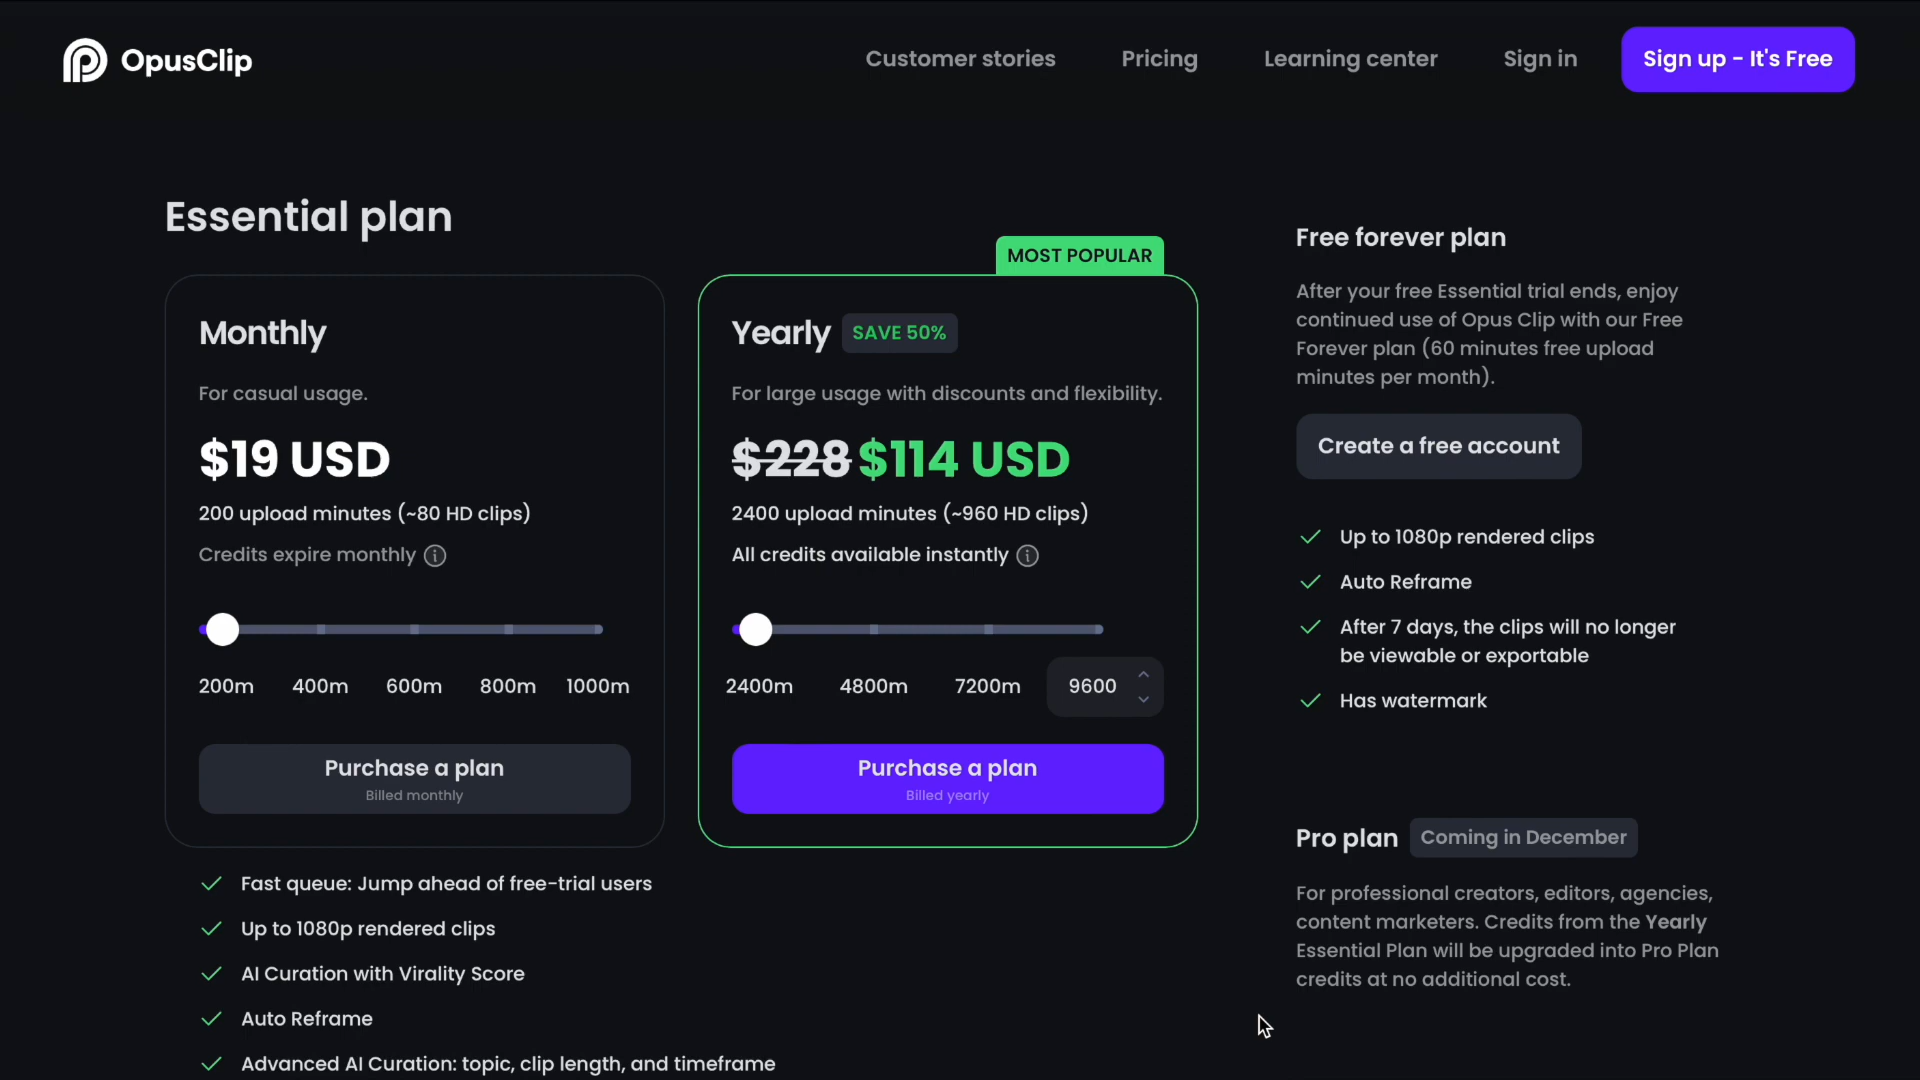 OpusClip
Customer stories
Pricing
Learning center
Sign in
Sign up - It's Free
Essential plan
MOST POPULAR
Monthly
For casual usage.
$19 USD
200 upload minutes (~80 HD clips)
Credits expire monthly
200m 400m 600m 800m 1000m
Purchase a plan
Billed monthly
Yearly SAVE 50%
For large usage with discounts and flexibility.
$228 $114 USD
2400 upload minutes (~960 HD clips)
All credits available instantly
2400m 4800m 7200m 9600
Purchase a plan
Billed yearly
Fast queue: Jump ahead of free-trial users
Up to 1080p rendered clips
AI Curation with Virality Score
Auto Reframe
Advanced AI Curation: topic, clip length, and timeframe
Free forever plan
After your free Essential trial ends, enjoy
continued use of Opus Clip with our Free
Forever plan (60 minutes free upload
minutes per month).
Create a free account
Up to 1080p rendered clips
Auto Reframe
After 7 days, the clips will no longer
be viewable or exportable
Has watermark
Pro plan Coming in December
For professional creators, editors, agencies,
content marketers. Credits from the Yearly
Essential Plan will be upgraded into Pro Plan
credits at no additional cost.